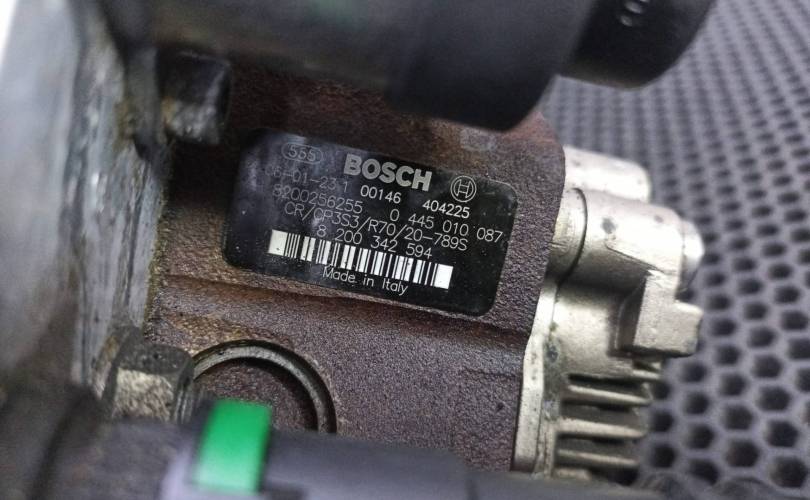 555 BOSCH
06-01-23 1 00146 404225
8200256255 0 445 010 087
CR/CP3S3/R70/20-789S
8 200 342 594
Made in Italy